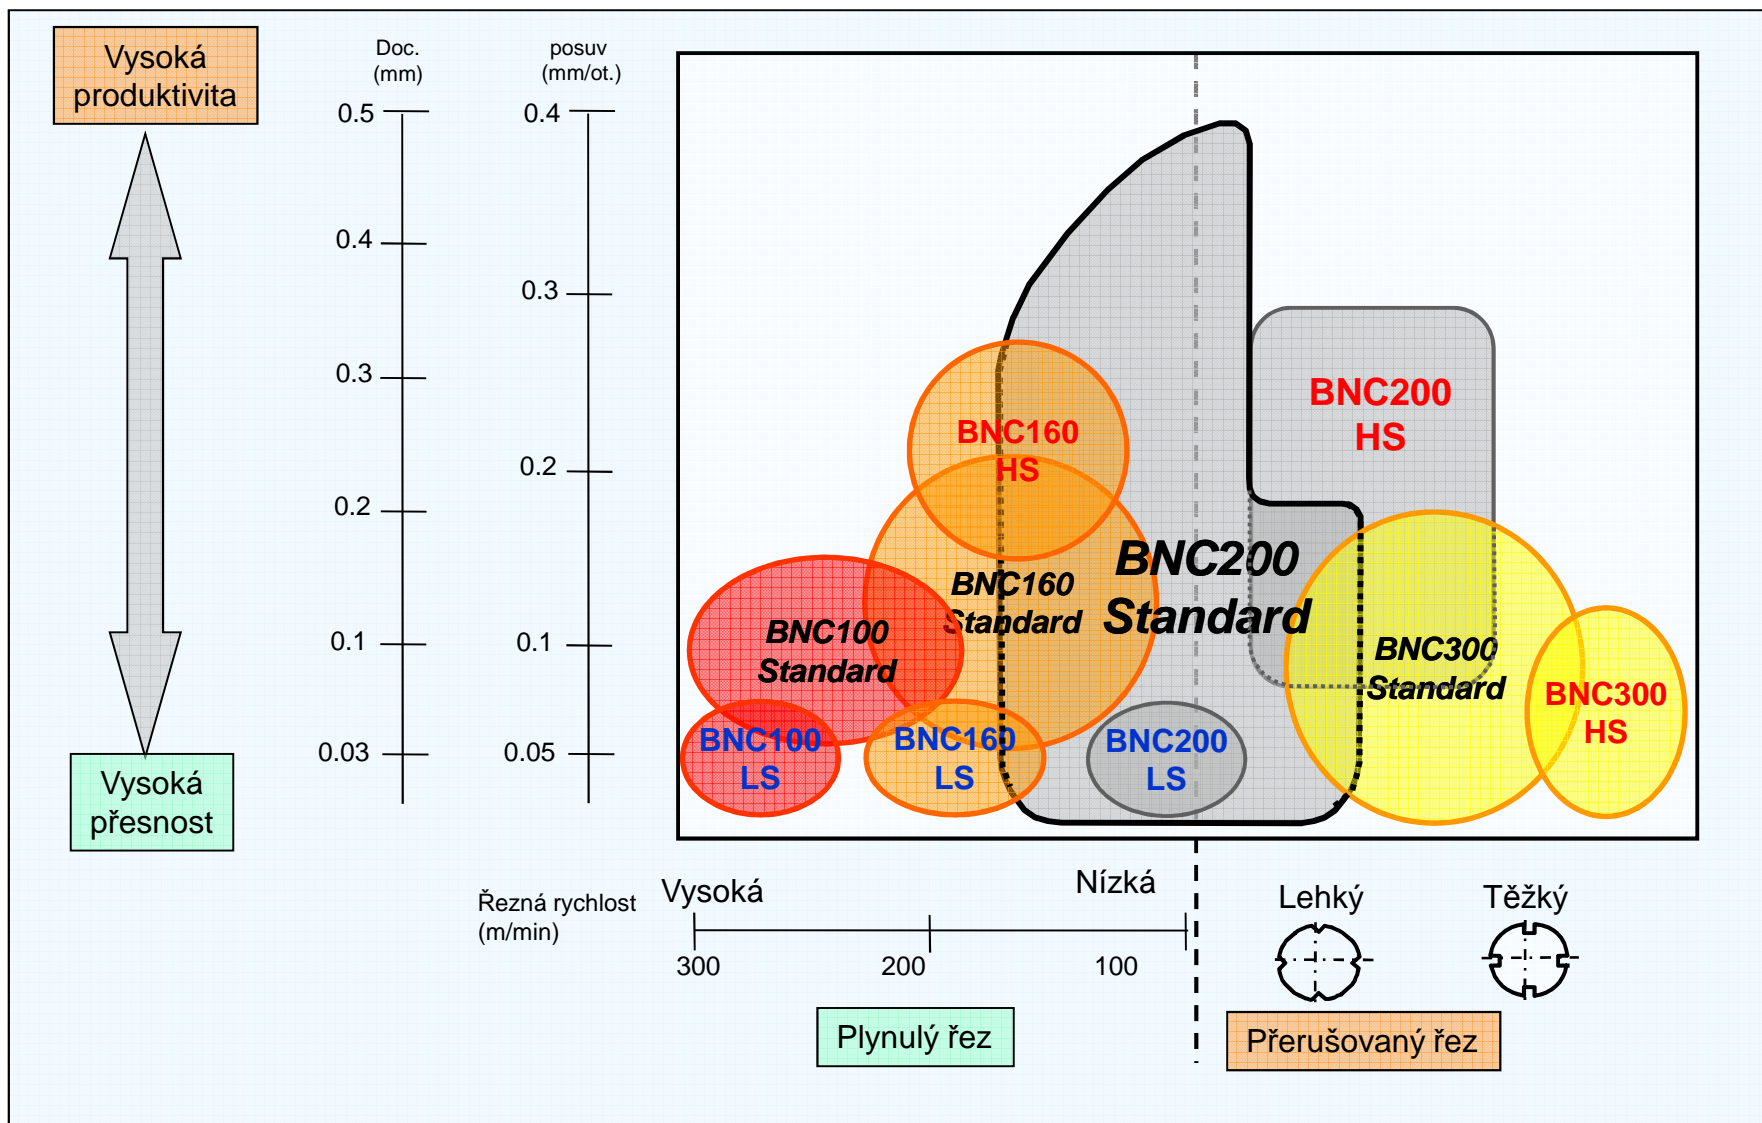 Vysoká
produktivita
Doc.
(mm)
posuv
(mm/ot.)
0.5
0.4
0.4
0.3
0.3
0.2
0.2
0.1
0.1
0.03
0.05
Vysoká
přesnost
BNC200
HS
BNC160
HS
BNC200
Standard
BNC160
Standard
BNC100
Standard
BNC300
Standard
BNC300
HS
BNC100
LS
BNC160
LS
BNC200
LS
Řezná rychlost
(m/min)
Vysoká
Nízká
Lehký
Těžký
300
200
100
Plynulý řez
Přerušovaný řez